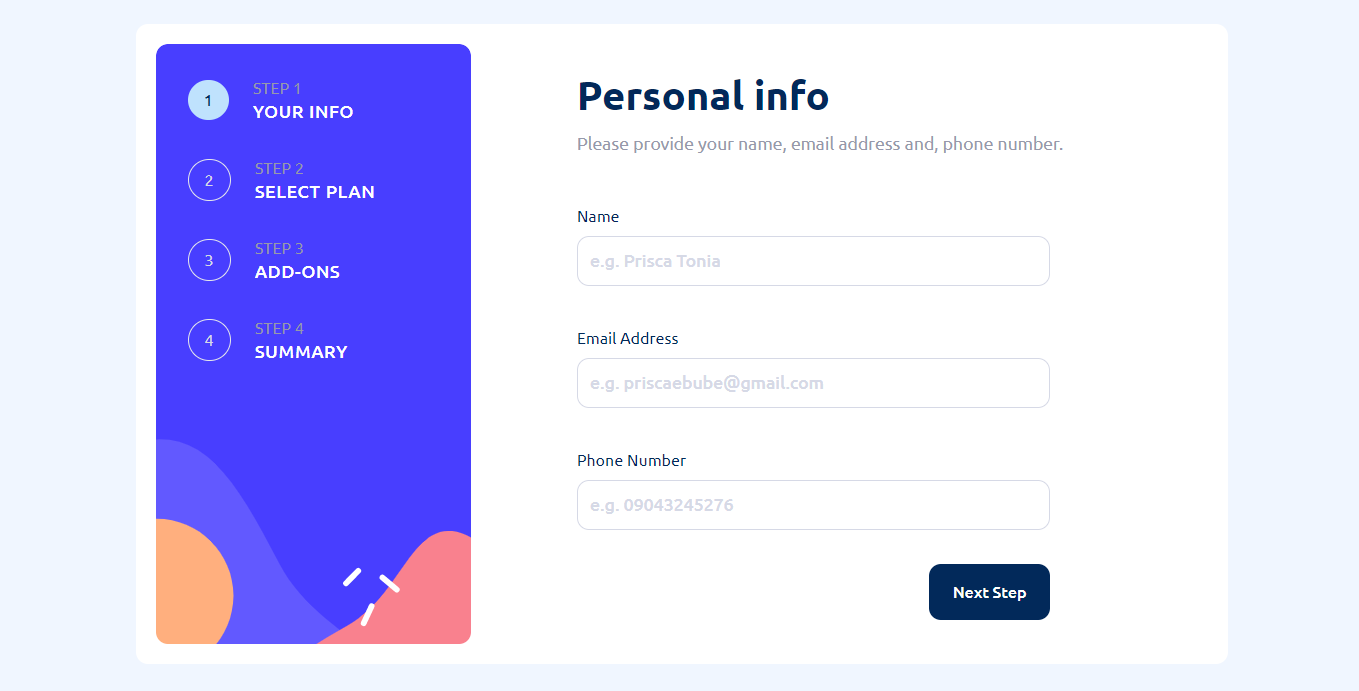 1
STEP 1
YOUR INFO
2
STEP 2
SELECT PLAN
3
STEP 3
ADD-ONS
4
STEP 4
SUMMARY
Personal info
Please provide your name, email address and, phone number.
Name
e.g. Prisca Tonia
Email Address
e.g. priscaebube@gmail.com
Phone Number
e.g. 09043245276
Next Step